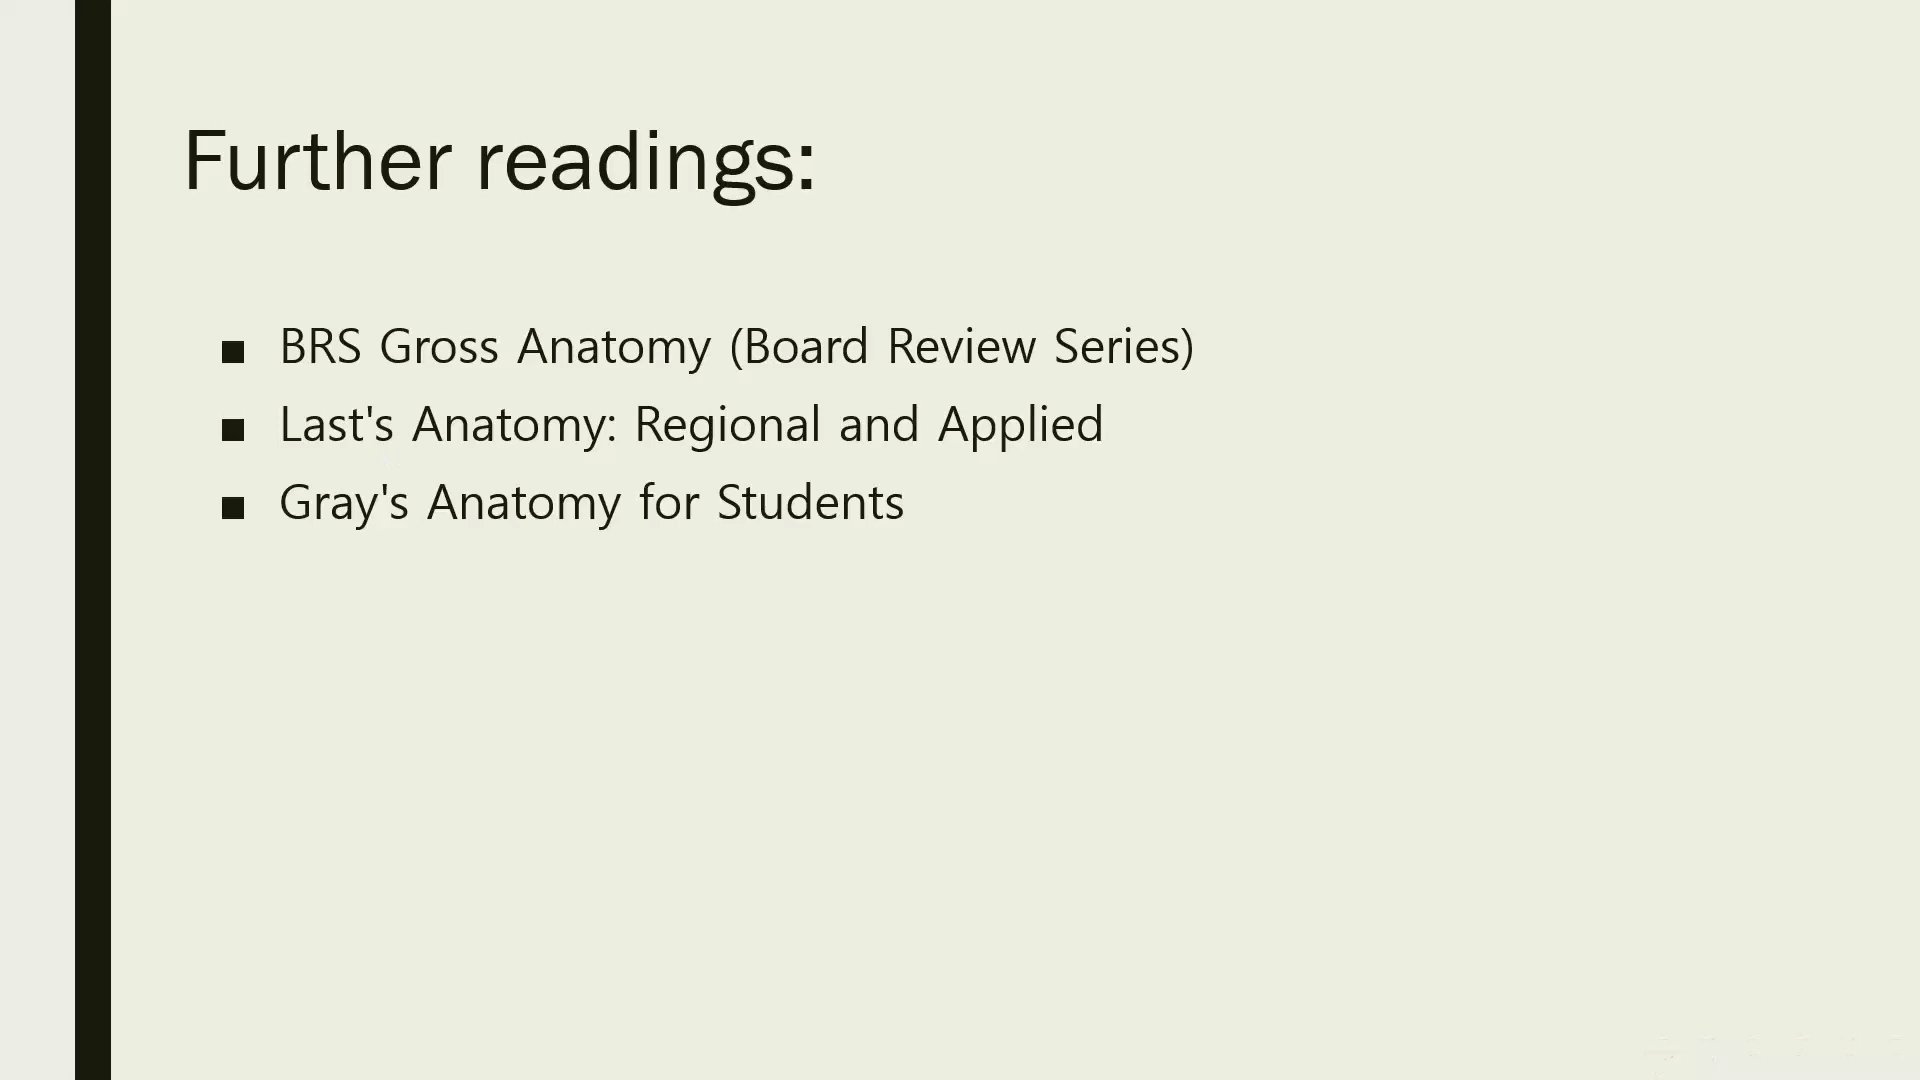 Further readings:
BRS Gross Anatomy (Board Review Series)
Last's Anatomy: Regional and Applied
Gray's Anatomy for Students